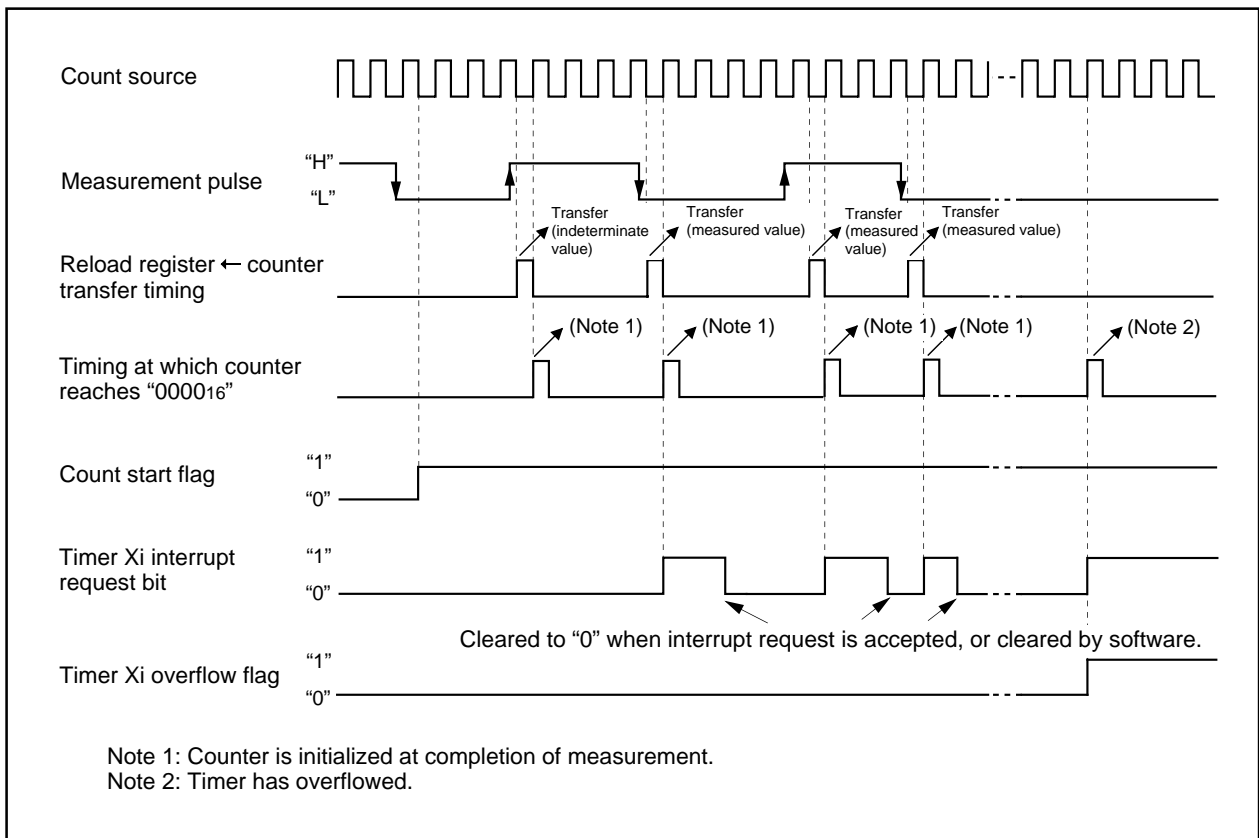 Count source
Measurement pulse
“H”
“L”
Transfer
(indeterminate
value)
Transfer
(measured value)
Transfer
(measured
value)
Transfer
(measured value)
Reload register ← counter
transfer timing
(Note 1)
(Note 1)
(Note 1)
(Note 1)
(Note 2)
Timing at which counter
reaches “000016”
Count start flag
“1”
“0”
Timer Xi interrupt
request bit
“1”
“0”
Cleared to “0” when interrupt request is accepted, or cleared by software.
Timer Xi overflow flag
“1”
“0”
Note 1: Counter is initialized at completion of measurement.
Note 2: Timer has overflowed.